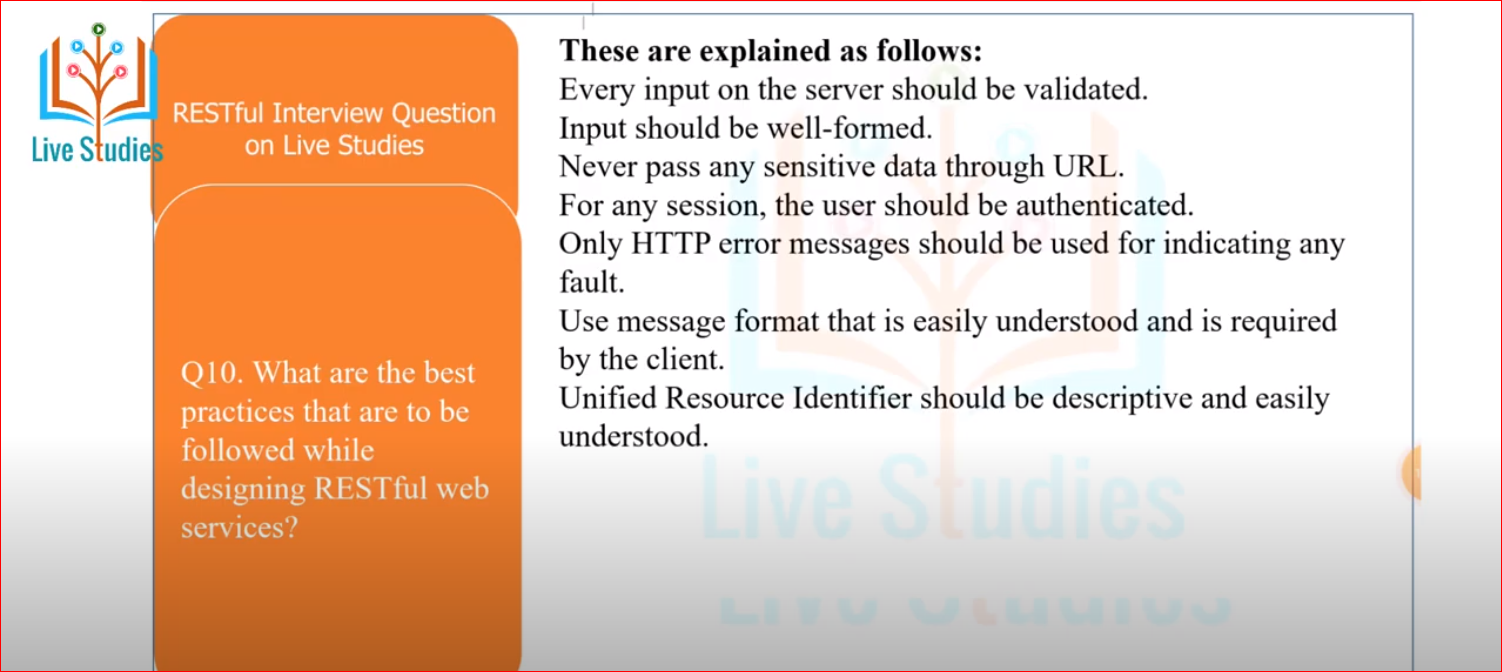 Live Studies
RESTful Interview Question
on Live Studies
Q10. What are the best
practices that are to be
followed while
designing RESTful web
services?
These are explained as follows:
Every input on the server should be validated.
Input should be well-formed.
Never pass any sensitive data through URL.
For any session, the user should be authenticated.
Only HTTP error messages should be used for indicating any
fault.
Use message format that is easily understood and is required
by the client.
Unified Resource Identifier should be descriptive and easily
understood.
Live Studies
Live Studies